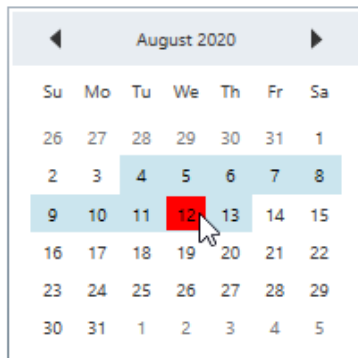 August 2020
Su Mo Tu We Th Fr Sa
26 27 28 29 30 31 1
2 3 4 5 6 7 8
9 10 11 12 13 14 15
16 17 18 19 20 21 22
23 24 25 26 27 28 29
30 31 1 2 3 4 5